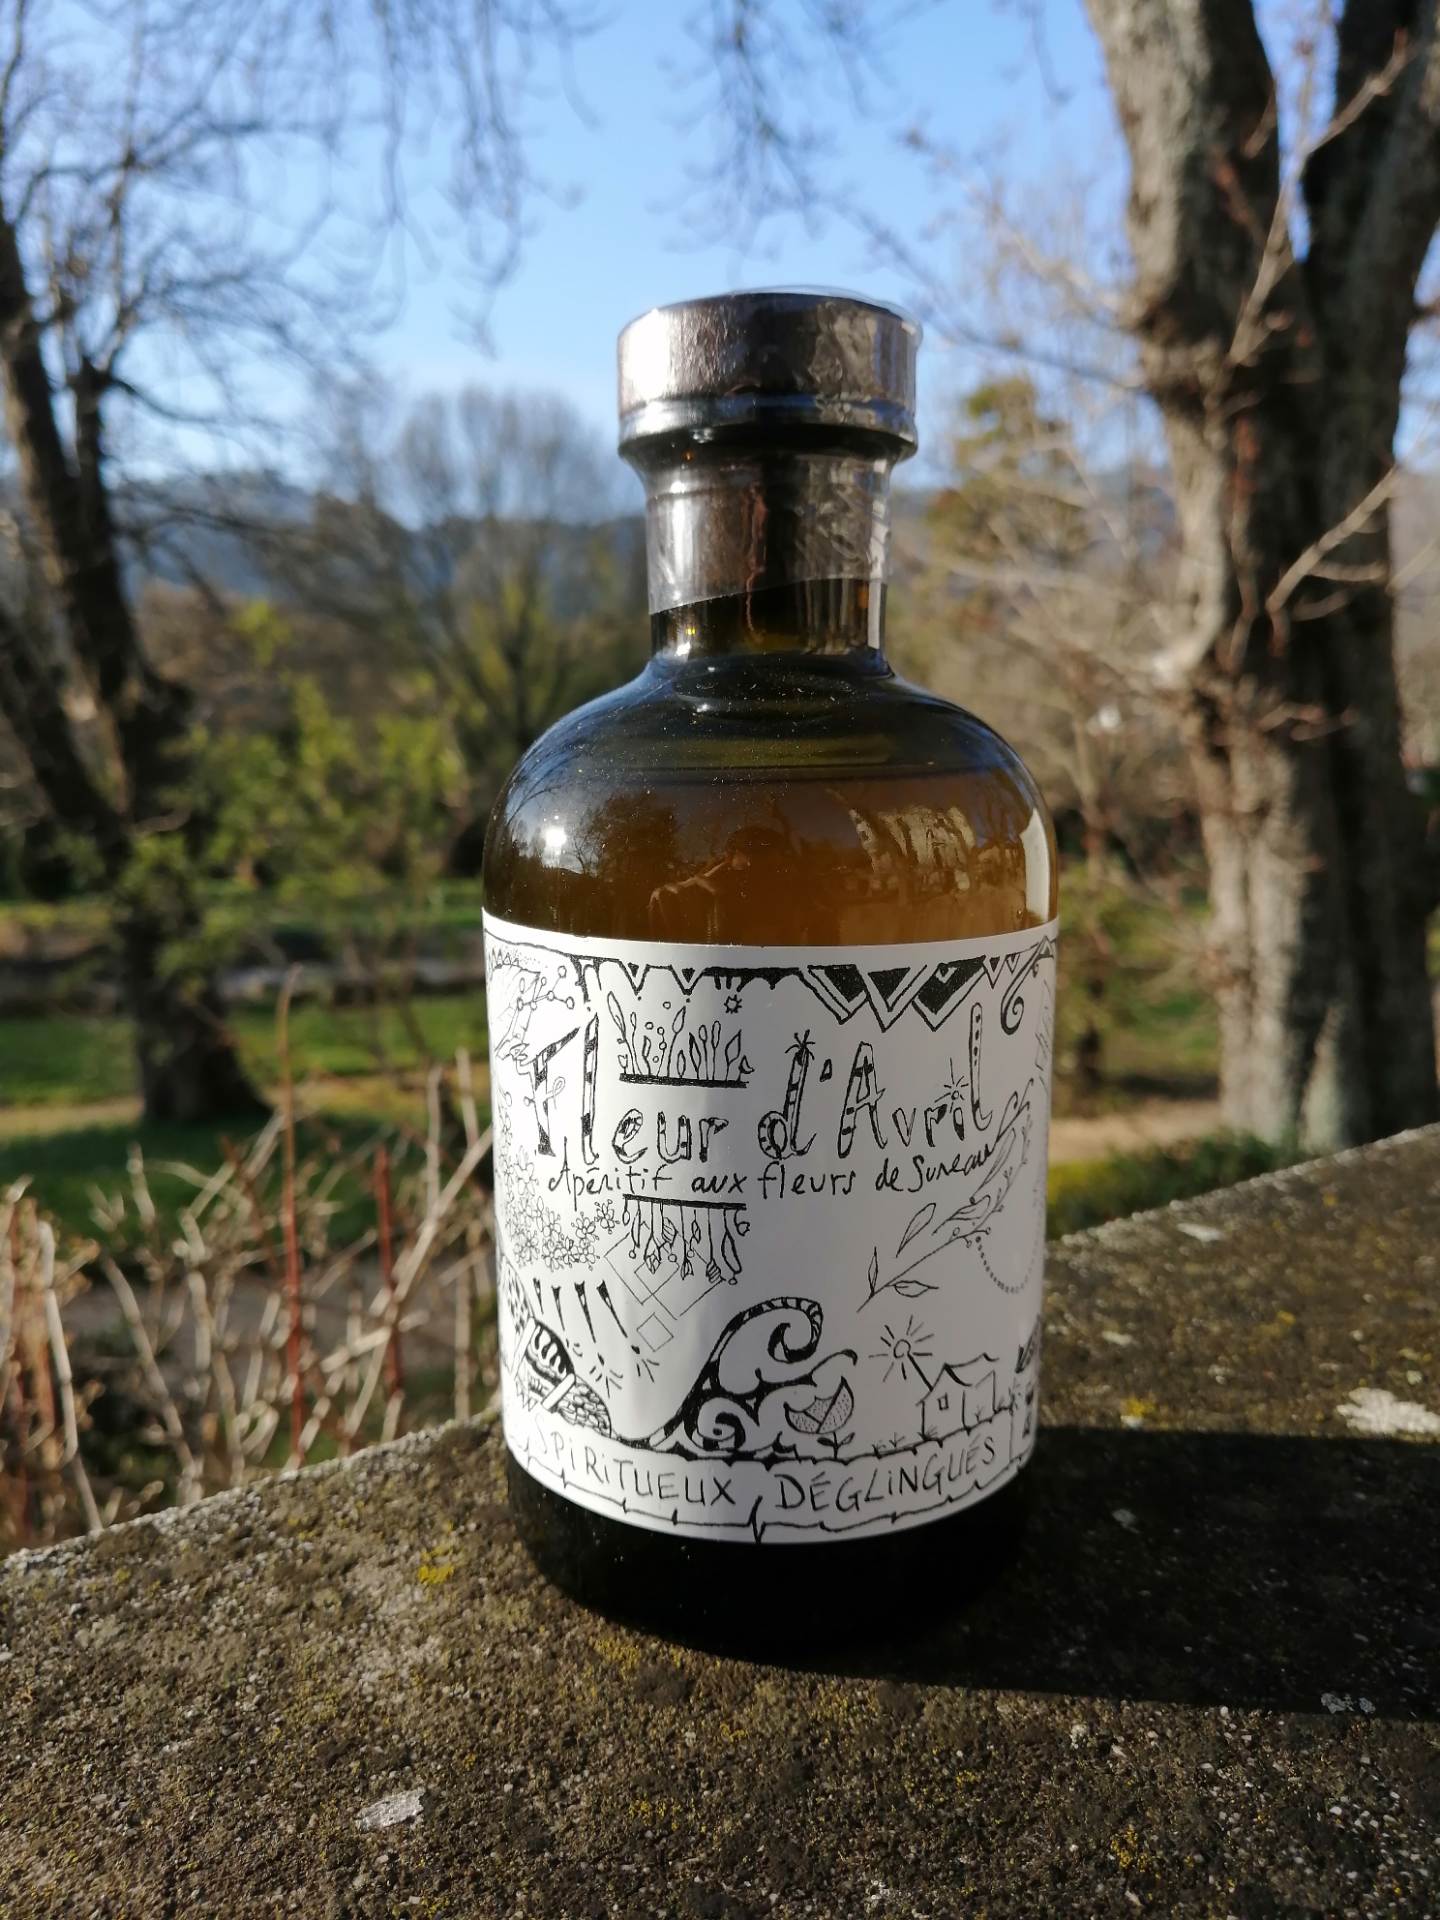 Fleur d'Avril
Apéritif aux fleurs de Sureau
SPiRiTUEUX DÉGLiNGUÉS